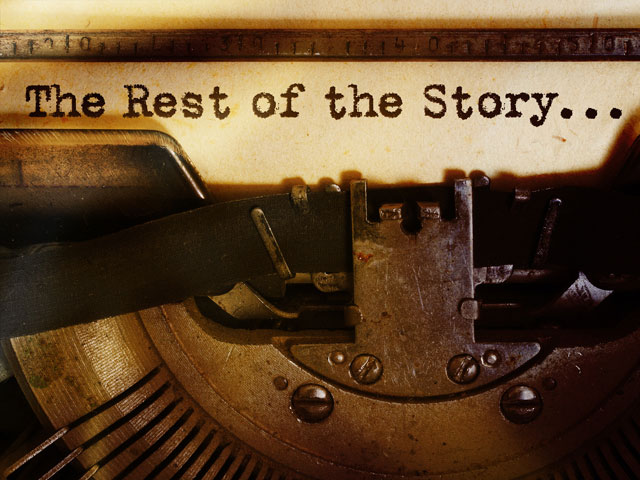 The Rest of the Story...